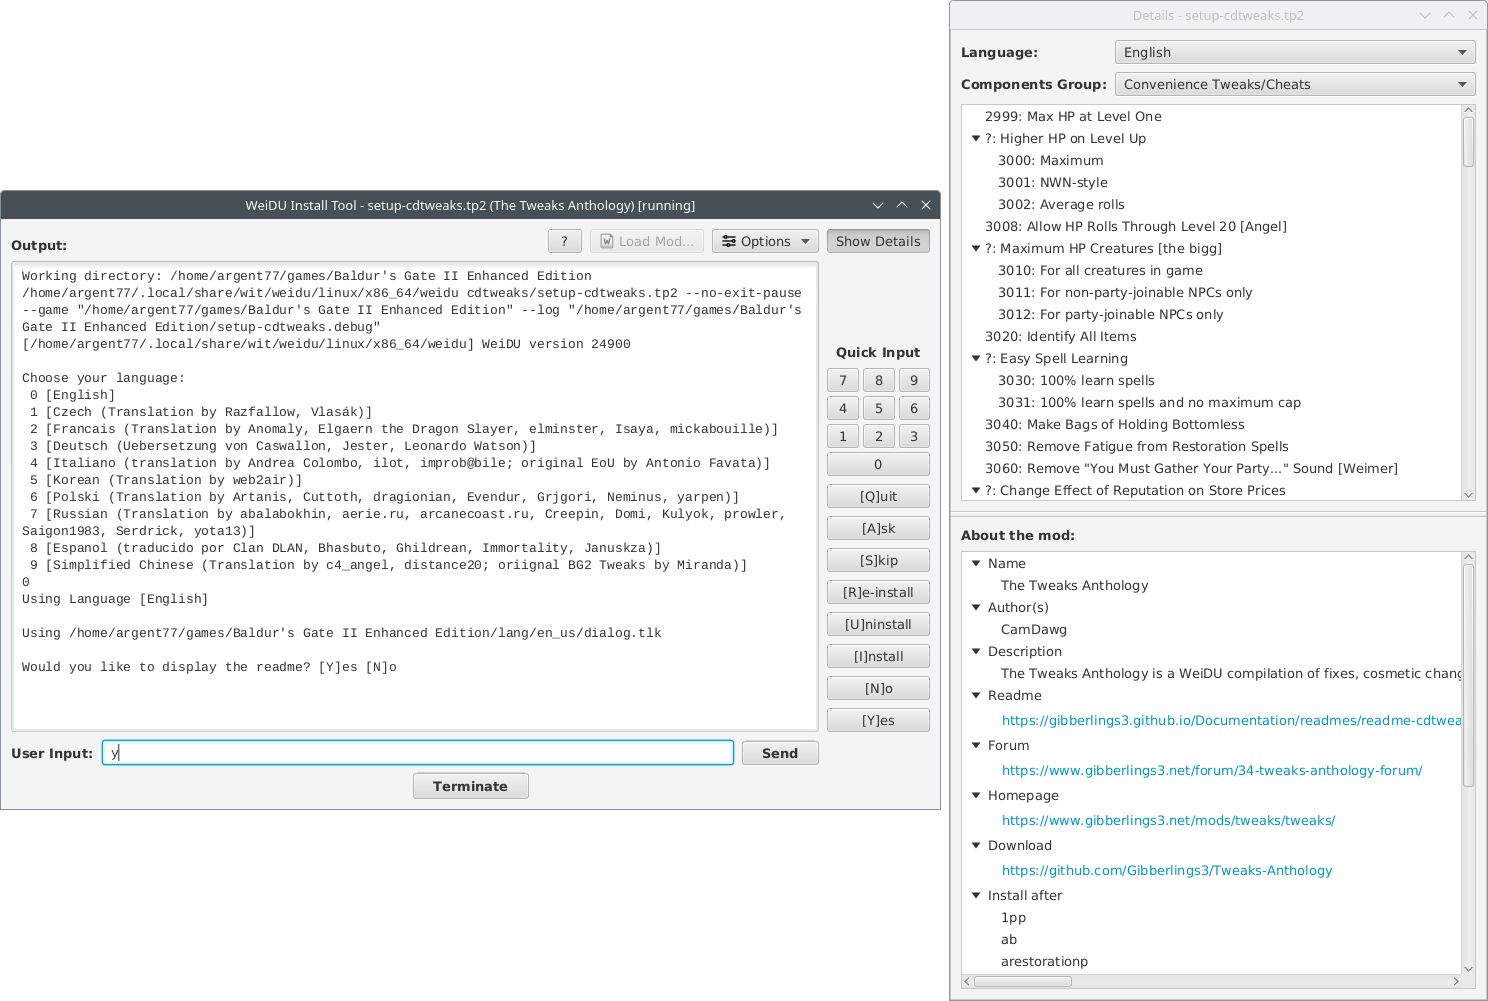 WeiDU Install Tool - setup-cdtweaks.tp2 (The Tweaks Anthology) [running]
Output:
?
Load Mod...
Options
Show Details
Working directory: /home/argent77/games/Baldur's Gate II Enhanced Edition
/home/argent77/.local/share/wit/weidu/linux/x86_64/weidu cdtweaks/setup-cdtweaks.tp2 --no-exit-pause
--game "/home/argent77/games/Baldur's Gate II Enhanced Edition" --log "/home/argent77/games/Baldur's
Gate II Enhanced Edition/setup-cdtweaks.debug"
[/home/argent77/.local/share/wit/weidu/linux/x86_64/weidu] WeiDU version 24900
Choose your language:
0 [English]
1 [Czech (Translation by Razfallow, Vlasák)]
2 [Francais (Translation by Anomaly, Elgaern the Dragon Slayer, elminster, Isaya, mickabouille)]
3 [Deutsch (Uebersetzung von Caswallon, Jester, Leonardo Watson)]
4 [Italiano (translation by Andrea Colombo, ilot, improb@bile; original EoU by Antonio Favata)]
5 [Korean (Translation by web2air)]
6 [Polski (Translation by Artanis, Cuttoth, dragionian, Evendur, Grjgori, Neminus, yarpen)]
7 [Russian (Translation by abalabokhin, aerie.ru, arcanecoast.ru, Creepin, Domi, Kulyok, prowler,
Saigon1983, Serdrick, yota13)]
8 [Espanol (traducido por Clan DLAN, Bhasbuto, Ghildrean, Immortality, Januskza)]
9 [Simplified Chinese (Translation by c4_angel, distance20; oriignal BG2 Tweaks by Miranda)]
0
Using Language [English]
Using /home/argent77/games/Baldur's Gate II Enhanced Edition/lang/en_us/dialog.tlk
Would you like to display the readme? [Y]es [N]o
Quick Input
7 8 9
4 5 6
1 2 3
0
[Q]uit
[A]sk
[S]kip
[R]e-install
[U]ninstall
[I]nstall
[N]o
[Y]es
User Input:
y
Send
Terminate
Details - setup-cdtweaks.tp2
Language: English
Components Group: Convenience Tweaks/Cheats
2999: Max HP at Level One
?: Higher HP on Level Up
3000: Maximum
3001: NWN-style
3002: Average rolls
3008: Allow HP Rolls Through Level 20 [Angel]
?: Maximum HP Creatures [the bigg]
3010: For all creatures in game
3011: For non-party-joinable NPCs only
3012: For party-joinable NPCs only
3020: Identify All Items
?: Easy Spell Learning
3030: 100% learn spells
3031: 100% learn spells and no maximum cap
3040: Make Bags of Holding Bottomless
3050: Remove Fatigue from Restoration Spells
3060: Remove "You Must Gather Your Party..." Sound [Weimer]
?: Change Effect of Reputation on Store Prices
About the mod:
Name
The Tweaks Anthology
Author(s)
CamDawg
Description
The Tweaks Anthology is a WeiDU compilation of fixes, cosmetic chang
Readme
https://gibberlings3.github.io/Documentation/readmes/readme-cdtwea
Forum
https://www.gibberlings3.net/forum/34-tweaks-anthology-forum/
Homepage
https://www.gibberlings3.net/mods/tweaks/tweaks/
Download
https://github.com/Gibberlings3/Tweaks-Anthology
Install after
1pp
ab
arestorationp